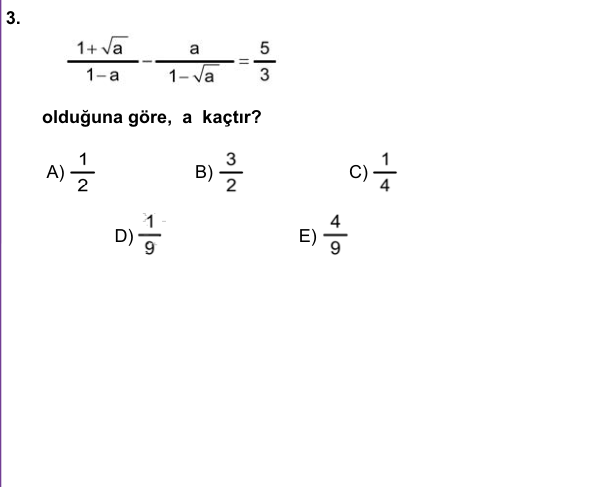 3.
(1+√a)/(1−a) − a/(1−√a) = 5/3
olduğuna göre, a kaçtır?
A) 1/2 B) 3/2 C) 1/4
D) 1/9 E) 4/9